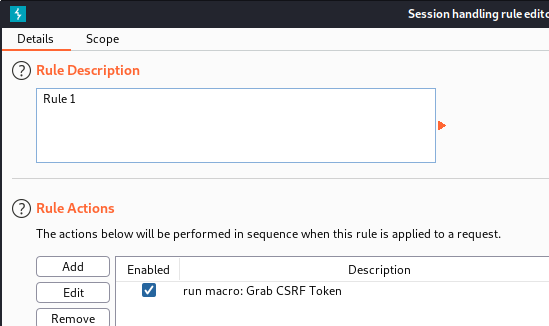 Session handling rule edito
Details Scope
? Rule Description
Rule 1
? Rule Actions
The actions below will be performed in sequence when this rule is applied to a request.
Add Enabled Description
Edit run macro: Grab CSRF Token
Remove